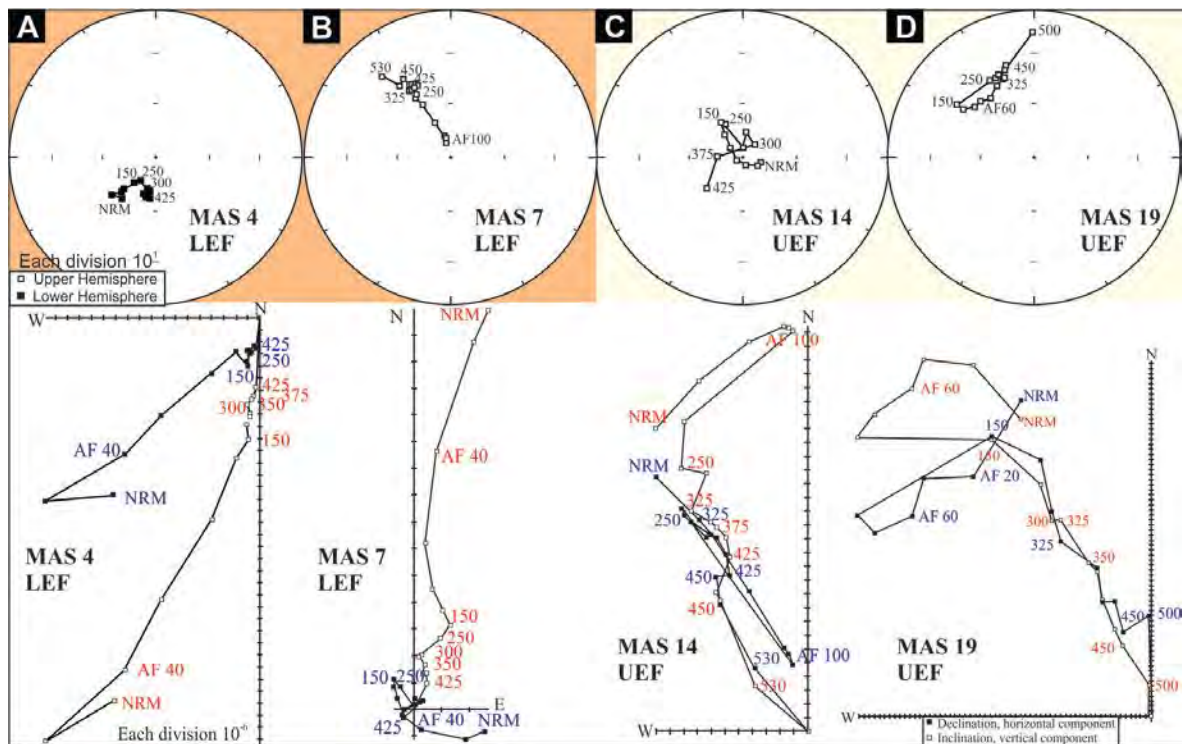 A
150 250
300
NRM 425
MAS 4
LEF
Each division 10¹
Upper Hemisphere
Lower Hemisphere
B
530 450
425
325 250
AF100
MAS 7
LEF
C
150 250
300
375 NRM
425
MAS 14
UEF
D
500
450
250 325
150 AF60
MAS 19
UEF
W N
425
250
150
425
375
350
300
150
AF 40
NRM
MAS 4
LEF
AF 40
NRM
Each division 10⁻⁶
N NRM
AF 40
MAS 7
LEF
150
250
300
350
150 250 425
E
425 AF 40 NRM
N
AF 100
NRM
NRM
250
325
325
250 375
425
450 425
450
MAS 14
UEF
530 AF 100
530
W
N
AF 60
NRM
NRM
150
150
AF 20
AF 60
300 325
325
350
450 500
MAS 19
UEF
450
500
W
Declination, horizontal component
Inclination, vertical component